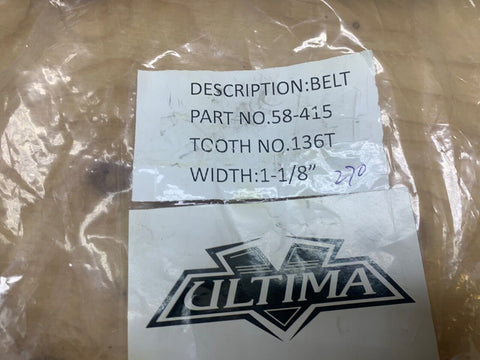 DESCRIPTION:BELT
PART NO.58-415
TOOTH NO.136T
WIDTH:1-1/8” 270
ULTIMA